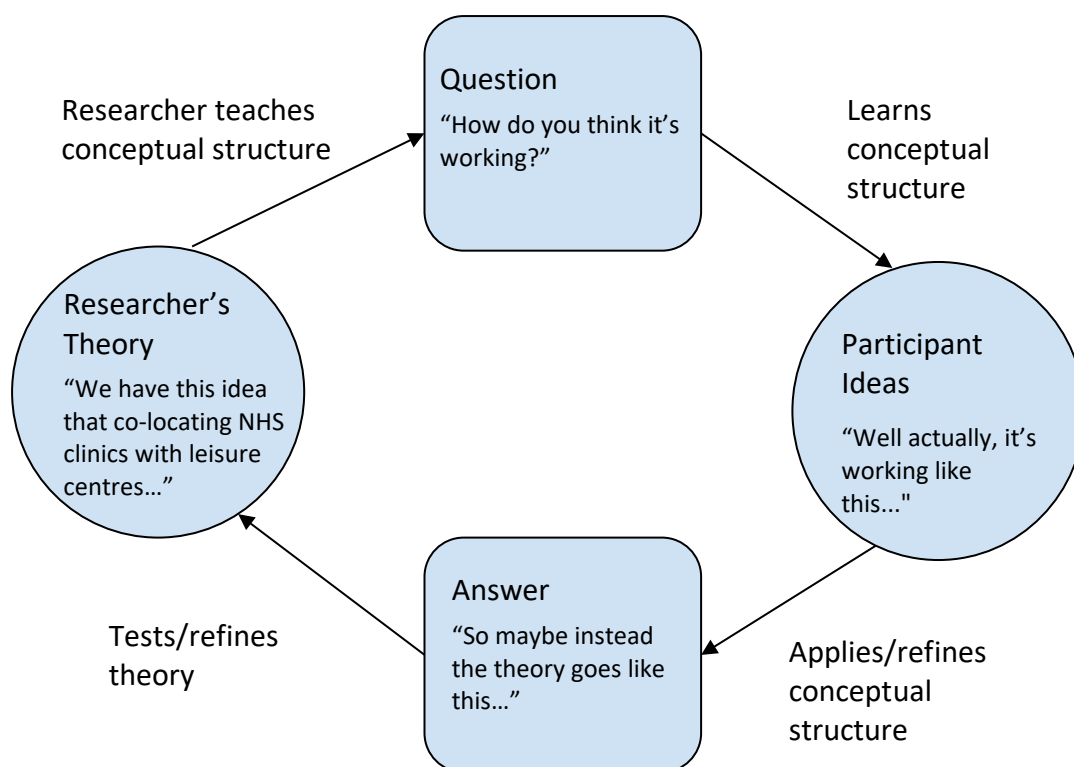 Question
“How do you think it’s
working?”
Researcher teaches
conceptual structure
Learns
conceptual
structure
Researcher’s
Theory
“We have this idea
that co-locating NHS
clinics with leisure
centres…”
Participant
Ideas
“Well actually, it’s
working like
this..."
Answer
“So maybe instead
the theory goes like
this…”
Tests/refines
theory
Applies/refines
conceptual
structure